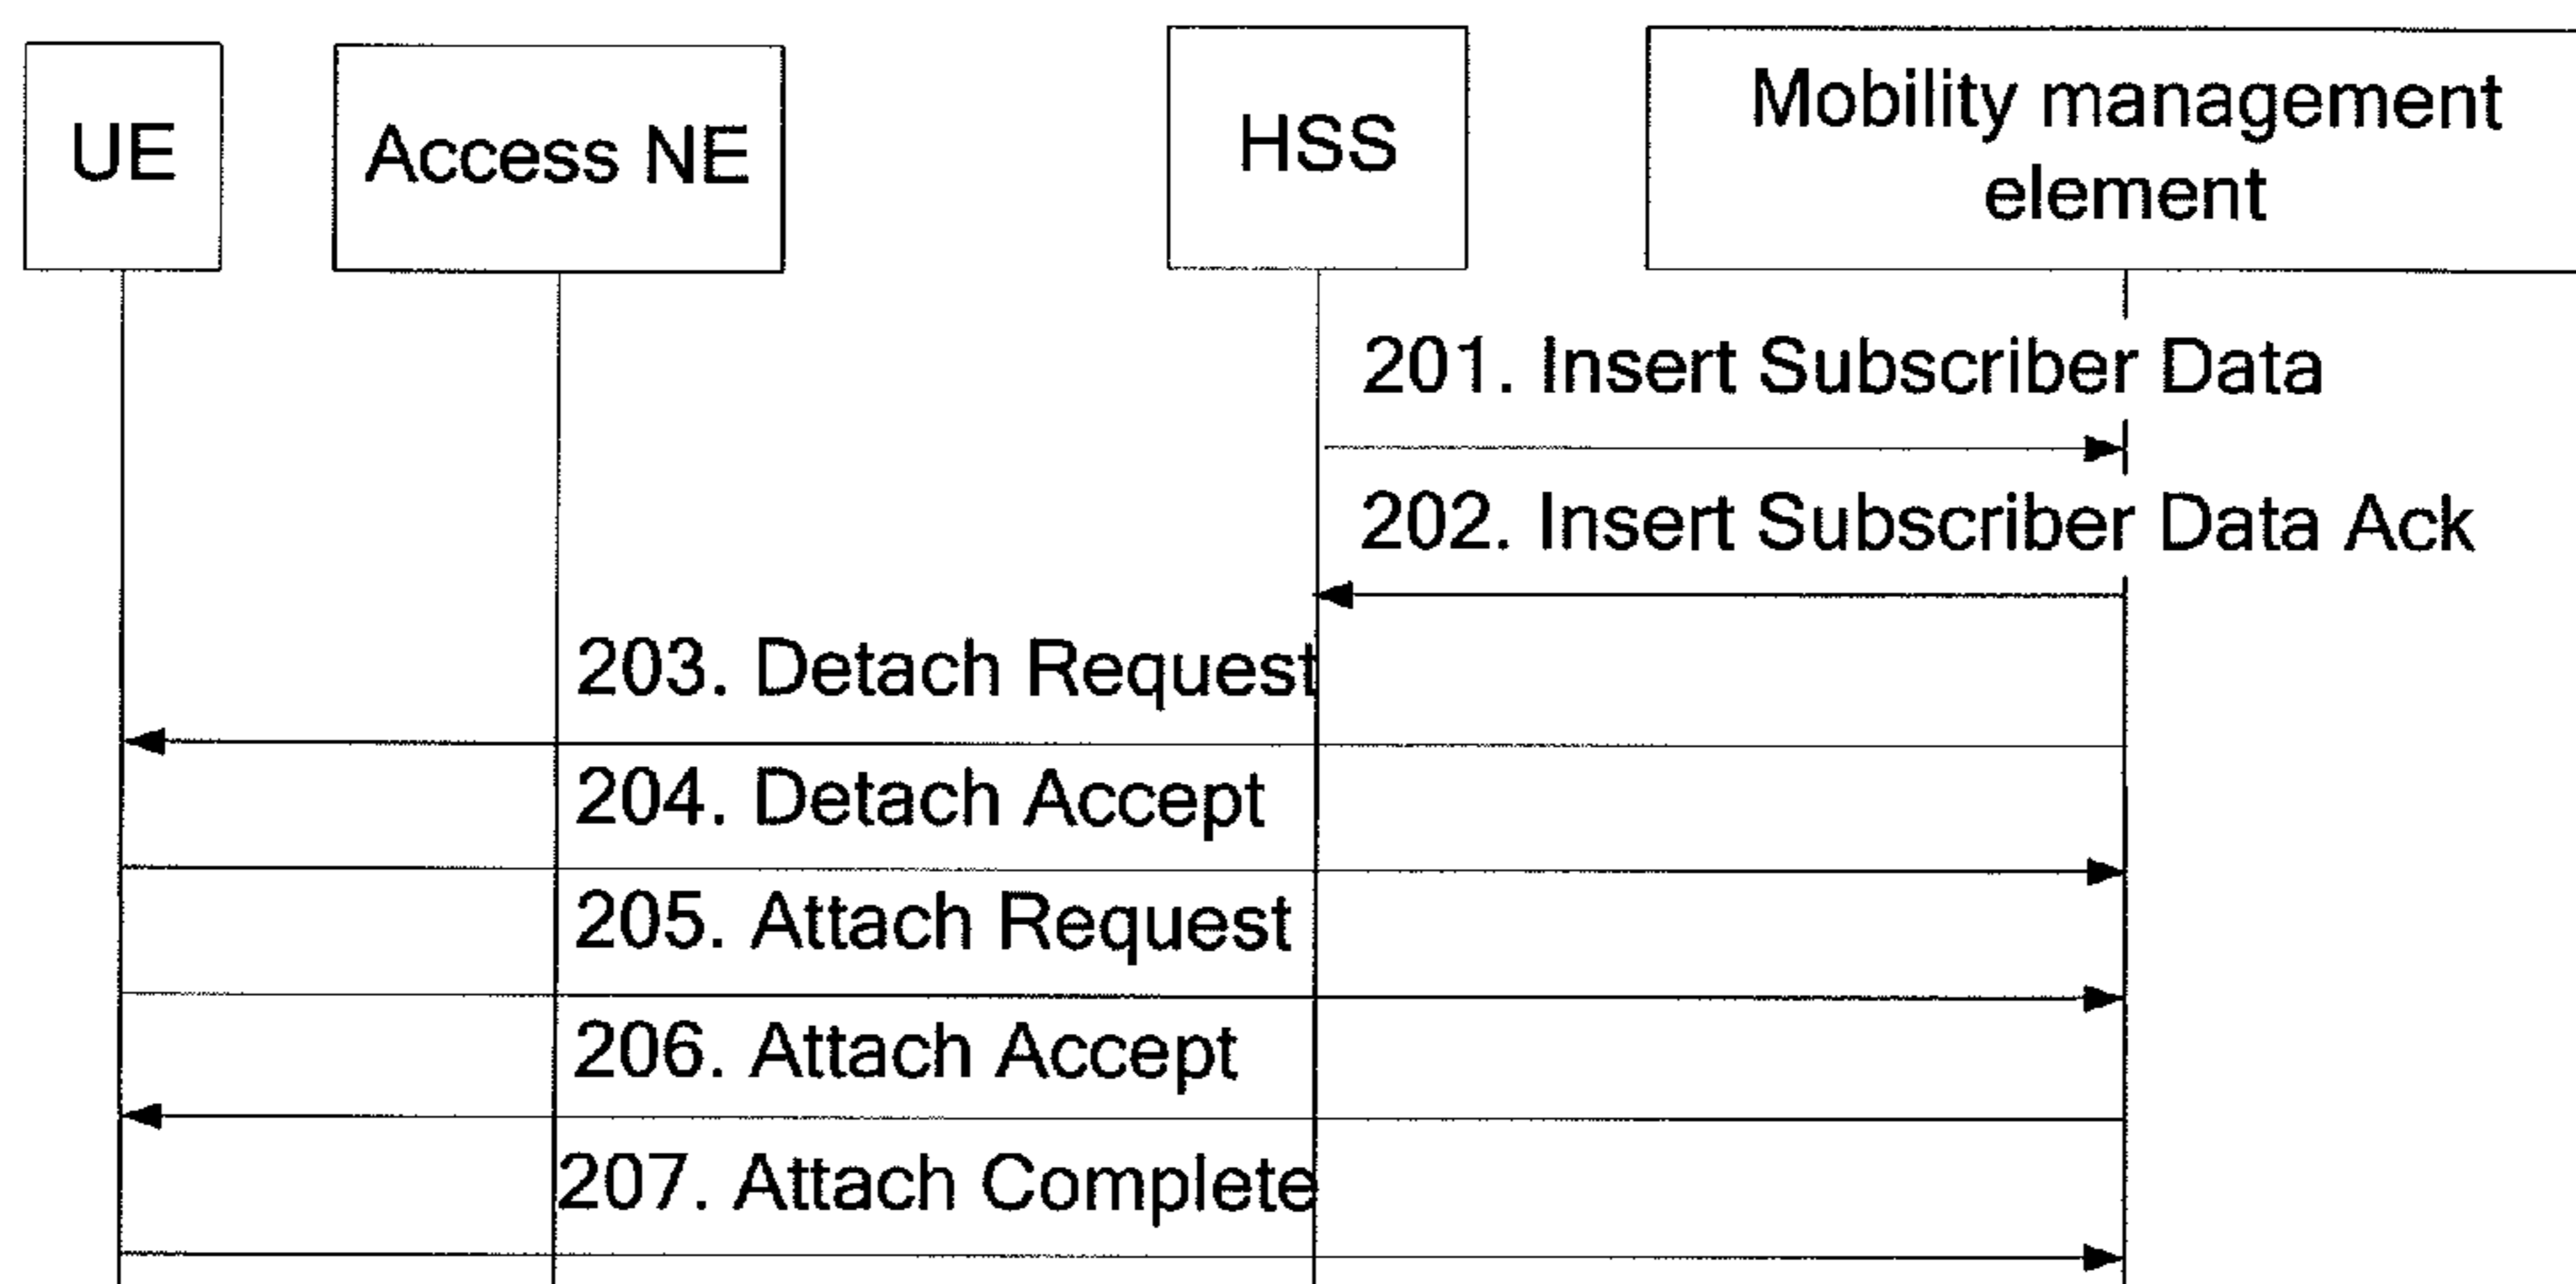 UE
Access NE
HSS
Mobility management
element
201. Insert Subscriber Data
202. Insert Subscriber Data Ack
203. Detach Request
204. Detach Accept
205. Attach Request
206. Attach Accept
207. Attach Complete